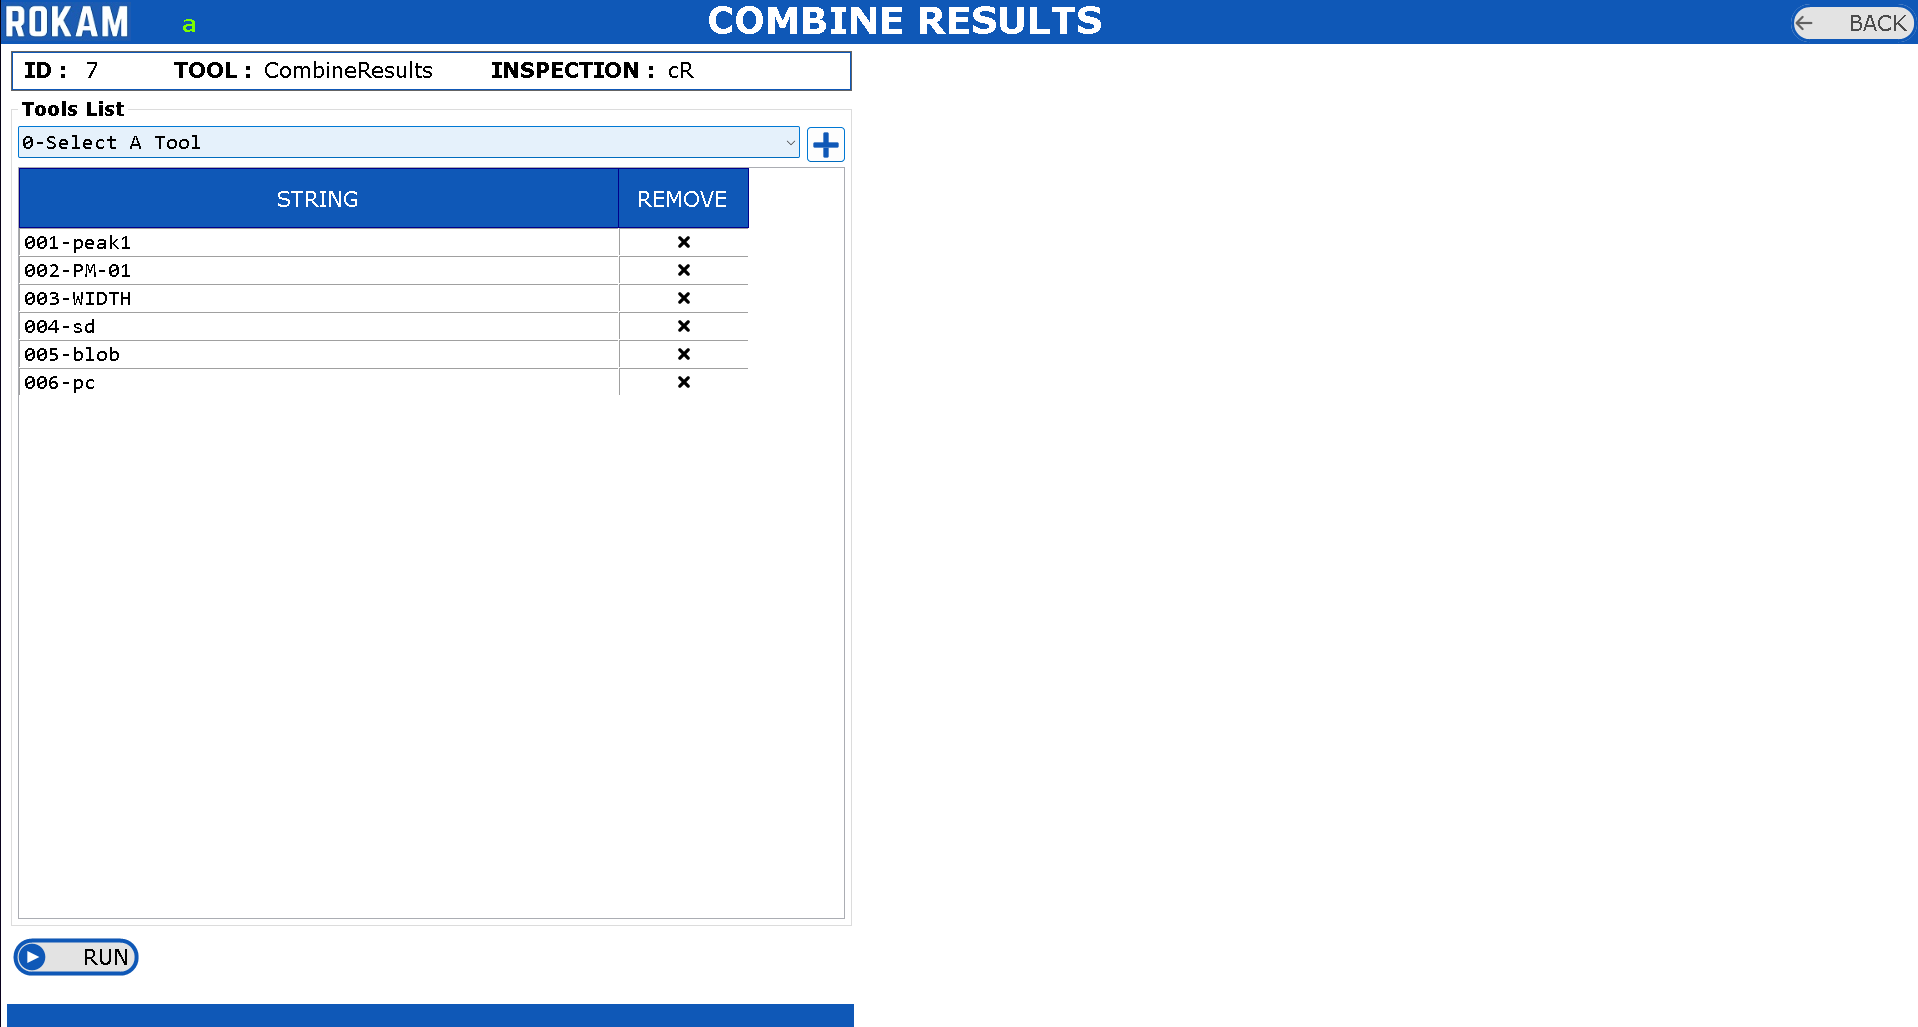 ROKAM a COMBINE RESULTS BACK
ID : 7 TOOL : CombineResults INSPECTION : cR
Tools List
0-Select A Tool
STRING REMOVE
001-peak1
002-PM-01
003-WIDTH
004-sd
005-blob
006-pc
RUN